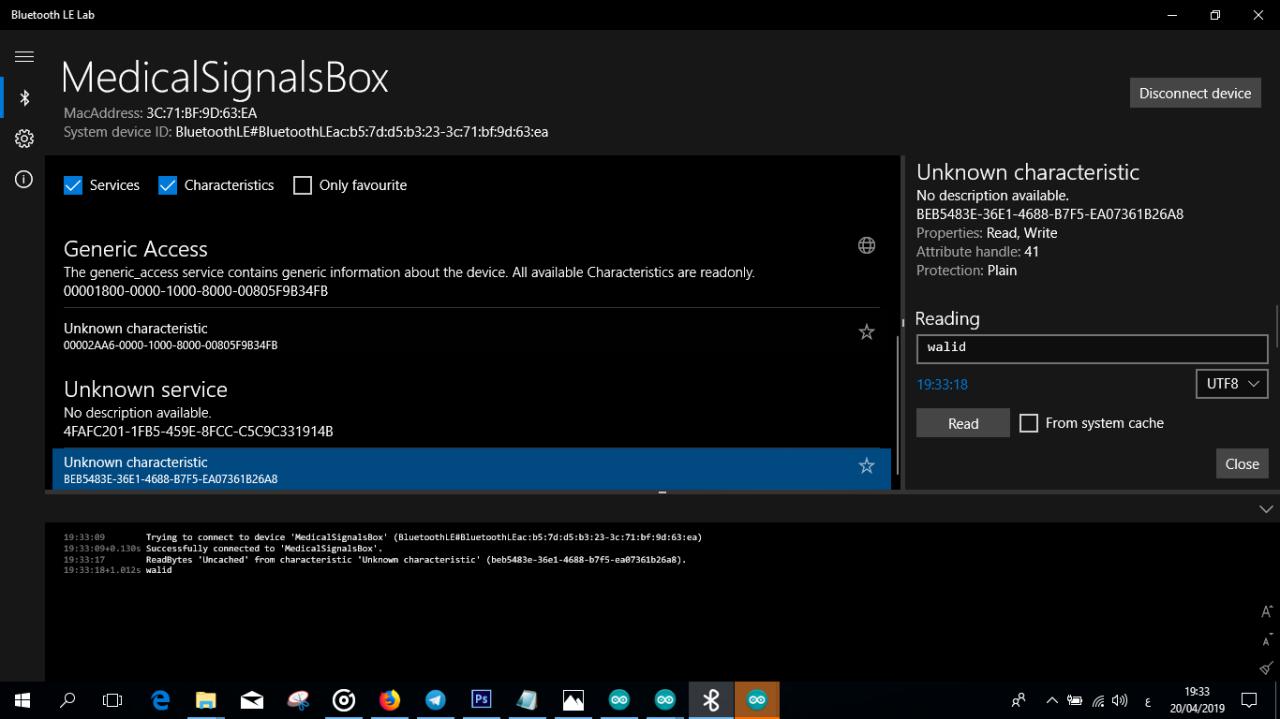 Bluetooth LE Lab
MedicalSignalsBox
MacAddress: 3C:71:BF:9D:63:EA
System device ID: BluetoothLE#BluetoothLEac:b5:7d:d5:b3:23-3c:71:bf:9d:63:ea
Disconnect device
Services
Characteristics
Only favourite
Generic Access
The generic_access service contains generic information about the device. All available Characteristics are readonly.
00001800-0000-1000-8000-00805F9B34FB
Unknown characteristic
00002AA6-0000-1000-8000-00805F9B34FB
Unknown service
No description available.
4FAFC201-1FB5-459E-8FCC-C5C9C331914B
Unknown characteristic
BEB5483E-36E1-4688-B7F5-EA07361B26A8
Unknown characteristic
No description available.
BEB5483E-36E1-4688-B7F5-EA07361B26A8
Properties: Read, Write
Attribute handle: 41
Protection: Plain
Reading
walid
19:33:18
UTF8
Read
From system cache
Close
19:33:09 Trying to connect to device 'MedicalSignalsBox' (BluetoothLE#BluetoothLEac:b5:7d:d5:b3:23-3c:71:bf:9d:63:ea)
19:33:09+0.130s Successfully connected to 'MedicalSignalsBox'.
19:33:17 ReadBytes 'Uncached' from characteristic 'Unknown characteristic' (beb5483e-36e1-4688-b7f5-ea07361b26a8).
19:33:18+1.012s walid
A
A
Ps
ع
19:33
20/04/2019